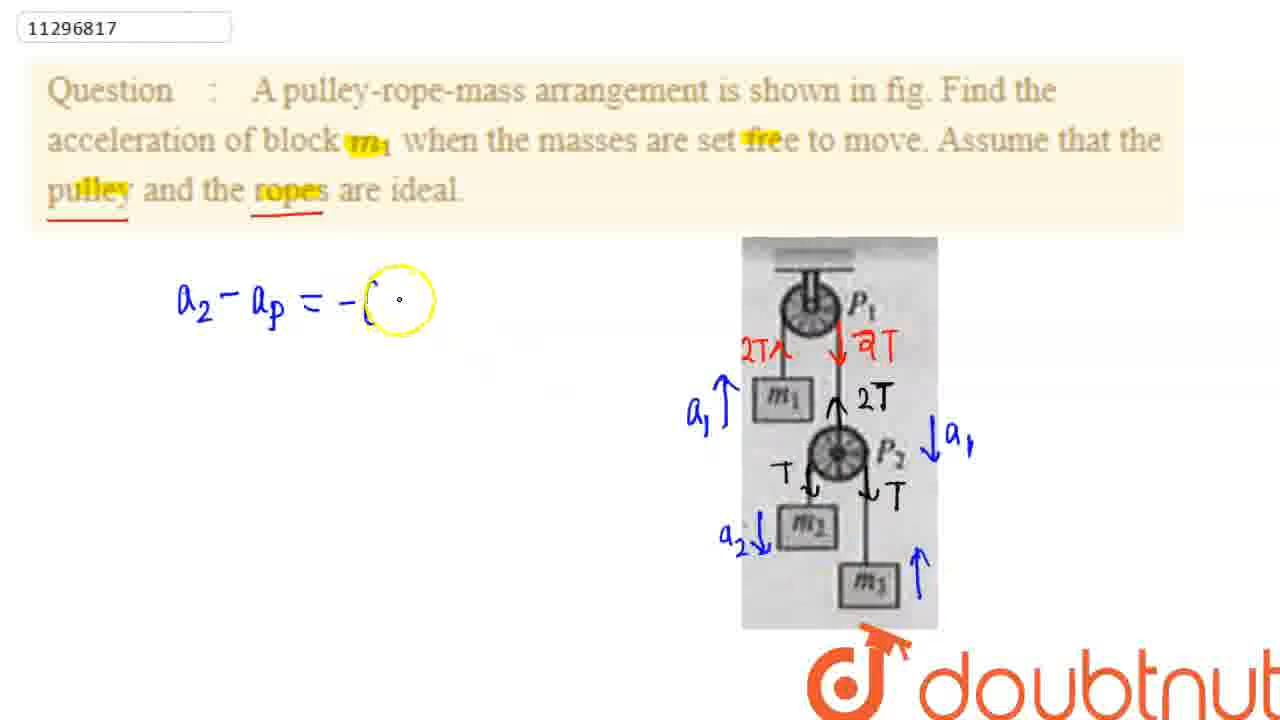 11296817
Question : A pulley-rope-mass arrangement is shown in fig. Find the
acceleration of block m₁ when the masses are set free to move. Assume that the
pulley and the ropes are ideal.
a₂ - aₚ = -(
P₁
2T
2T
m₁
2T
a₁
P₂
a₁
T
T
m₂
a₂
m₃
doubtnut